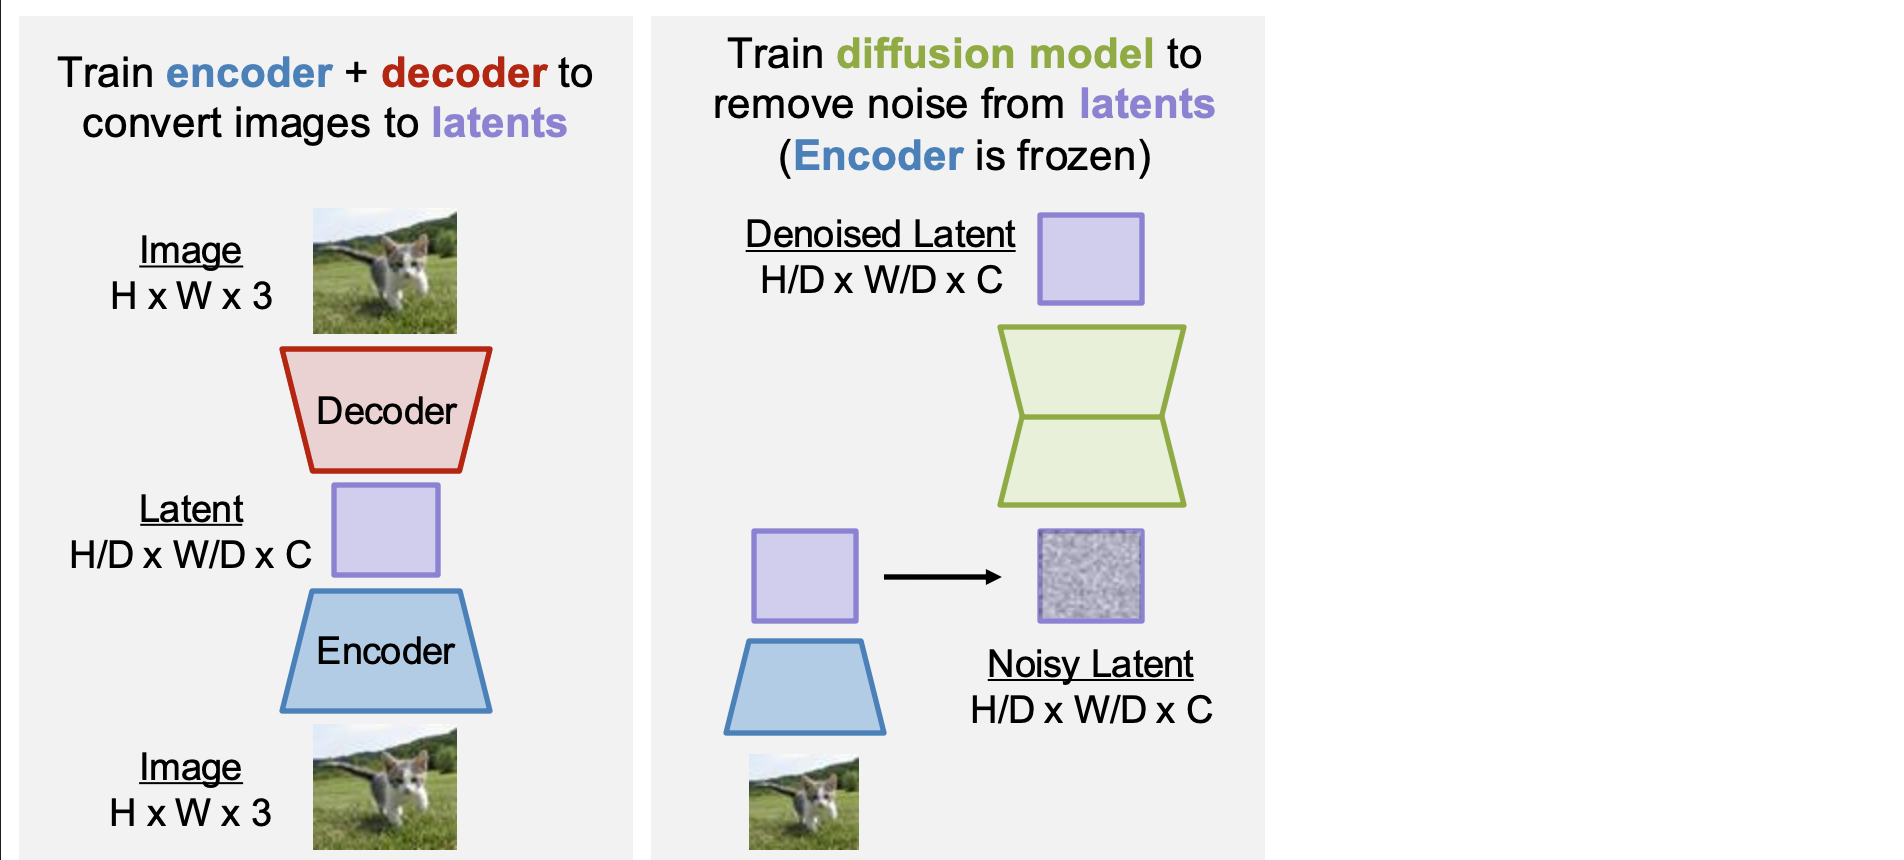 Train encoder + decoder to
convert images to latents
Image
H x W x 3
Decoder
Latent
H/D x W/D x C
Encoder
Image
H x W x 3
Train diffusion model to
remove noise from latents
(Encoder is frozen)
Denoised Latent
H/D x W/D x C
Noisy Latent
H/D x W/D x C